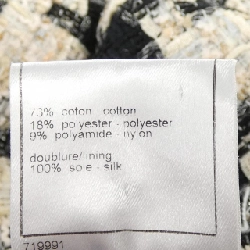 73% coton - cotton
18% polyester - polyester
9% polyamide - nylon
doublure/lining
100% soie - silk
719991